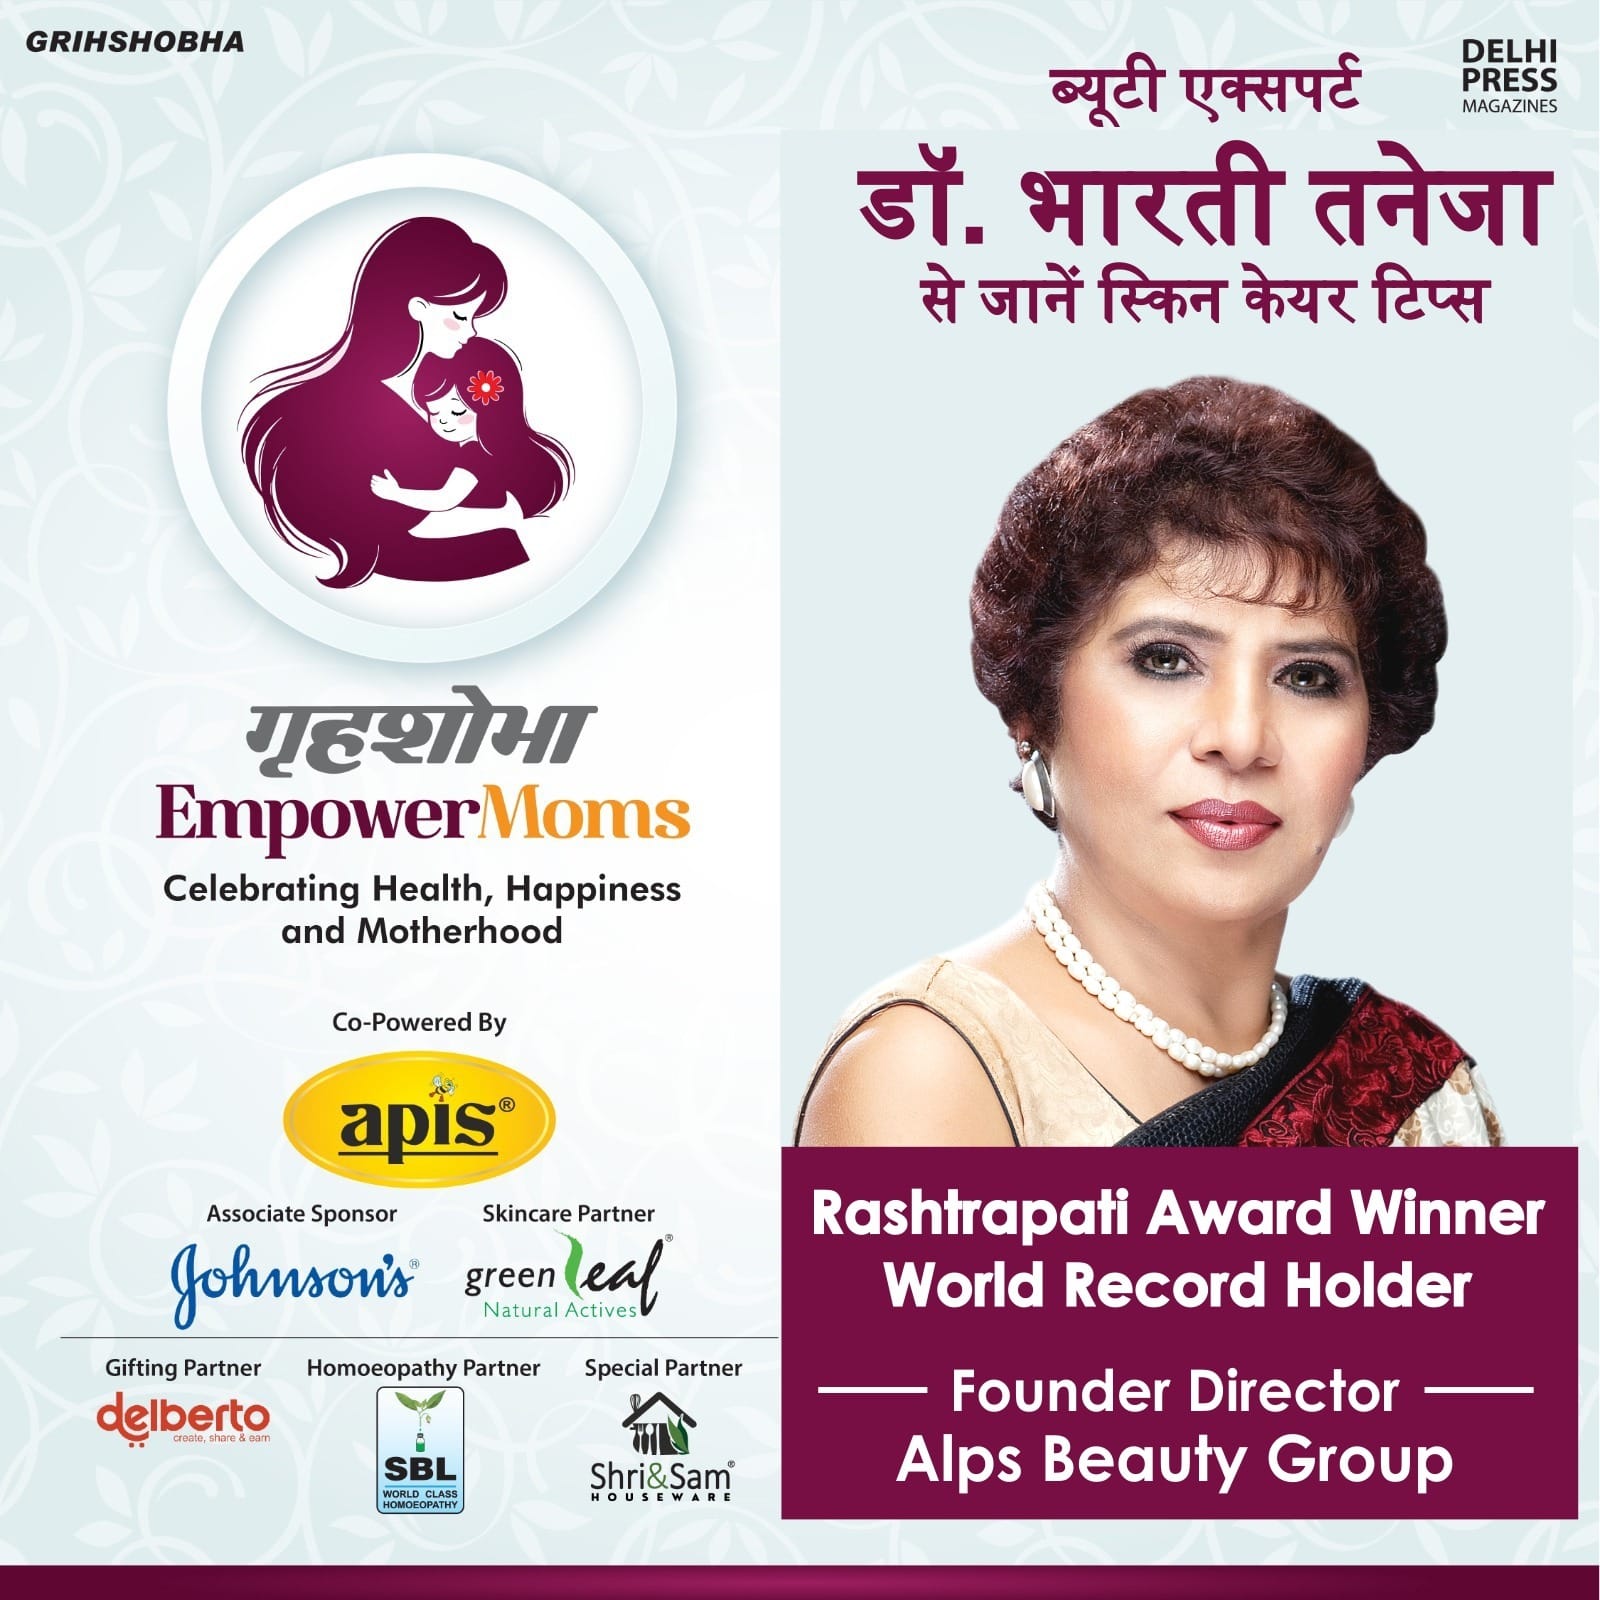 GRIHSHOBHA
DELHI
PRESS
MAGAZINES
ब्यूटी एक्सपर्ट
डॉ. भारती तनेजा
से जानें स्किन केयर टिप्स
गृहशोभा
EmpowerMoms
Celebrating Health, Happiness
and Motherhood
Co-Powered By
apis®
Associate Sponsor
Johnson's®
Skincare Partner
green leaf®
Natural Actives
Gifting Partner
delberto
create, share & earn
Homoeopathy Partner
SBL
WORLD CLASS
HOMOEOPATHY
Special Partner
Shri&Sam®
HOUSEWARE
Rashtrapati Award Winner
World Record Holder
Founder Director
Alps Beauty Group